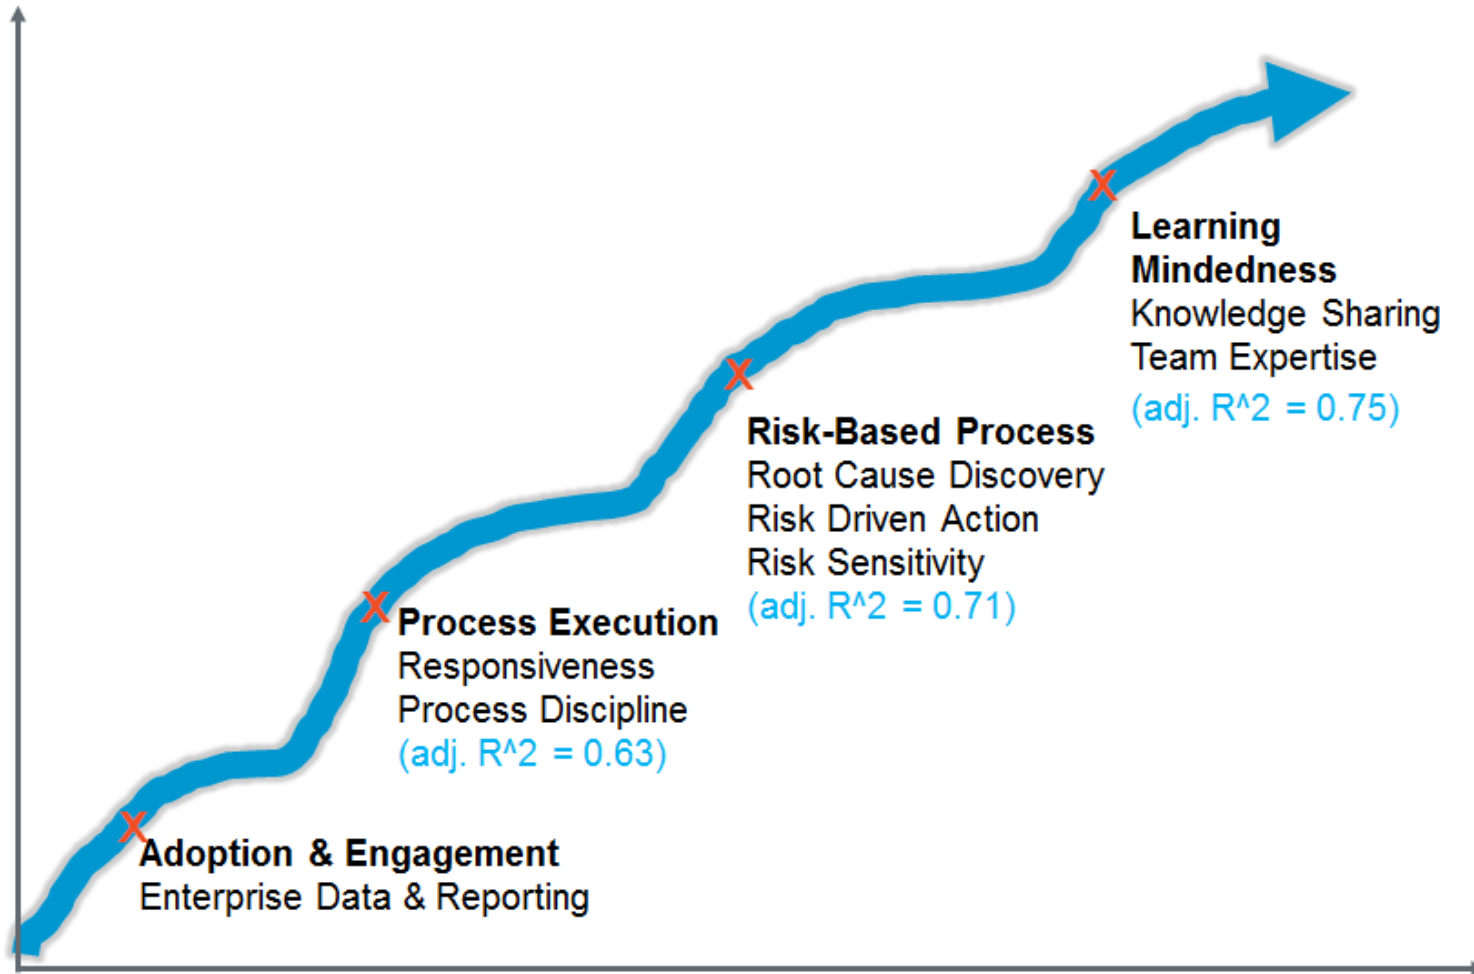 Learning
Mindedness
Knowledge Sharing
Team Expertise
(adj. R^2 = 0.75)
Risk-Based Process
Root Cause Discovery
Risk Driven Action
Risk Sensitivity
(adj. R^2 = 0.71)
Process Execution
Responsiveness
Process Discipline
(adj. R^2 = 0.63)
Adoption & Engagement
Enterprise Data & Reporting